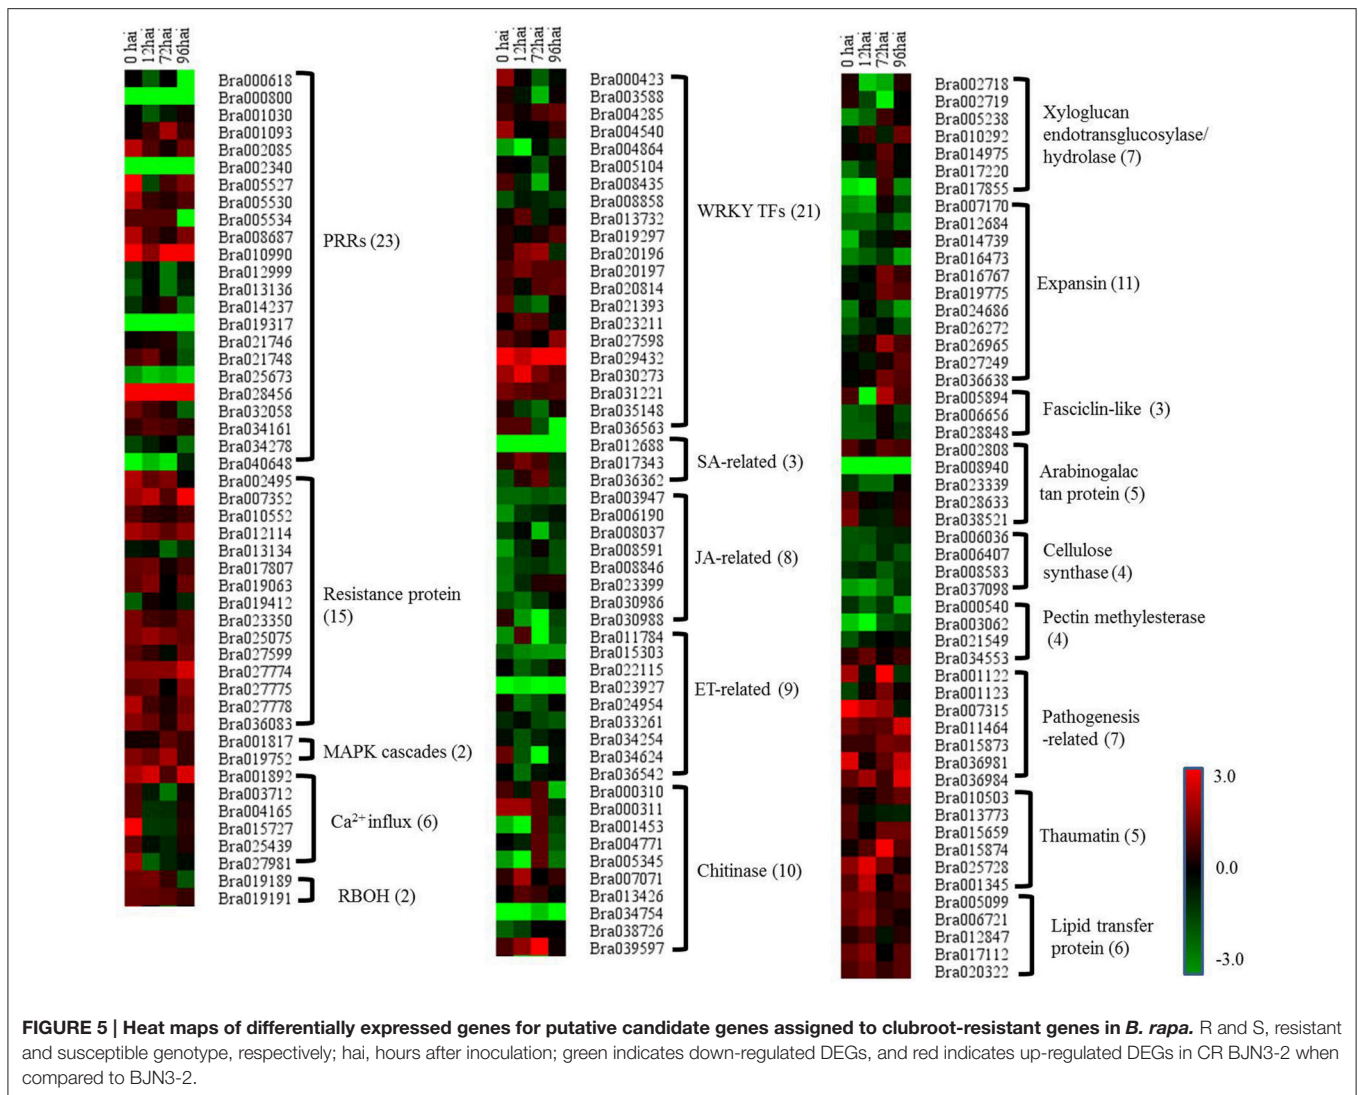 0 hai 12hai 72hai 96hai
Bra000618
Bra000800
Bra001030
Bra001093
Bra002085
Bra002340
Bra005527
Bra005530
Bra005534
Bra008687
Bra010990
Bra012999
Bra013136
Bra014237
Bra019317
Bra021746
Bra021748
Bra025673
Bra028456
Bra032058
Bra034161
Bra034278
Bra040648
PRRs (23)
Bra002495
Bra007352
Bra010552
Bra012114
Bra013134
Bra017807
Bra019063
Bra019412
Bra023350
Bra025075
Bra027599
Bra027774
Bra027775
Bra027778
Bra036083
Resistance protein
(15)
Bra001817
Bra019752
MAPK cascades (2)
Bra001892
Bra003712
Bra004165
Bra015727
Bra025439
Bra027981
Ca²⁺ influx (6)
Bra019189
Bra019191
RBOH (2)
0 hai 12hai 72hai 96hai
Bra000423
Bra003588
Bra004285
Bra004540
Bra004864
Bra005104
Bra008435
Bra008858
Bra013732
Bra019297
Bra020196
Bra020197
Bra020814
Bra021393
Bra023211
Bra027598
Bra029432
Bra030273
Bra031221
Bra035148
Bra036563
WRKY TFs (21)
Bra012688
Bra017343
Bra036362
SA-related (3)
Bra003947
Bra006190
Bra008037
Bra008591
Bra008846
Bra023399
Bra030986
Bra030988
JA-related (8)
Bra011784
Bra015303
Bra022115
Bra023927
Bra024954
Bra033261
Bra034254
Bra034624
Bra036542
ET-related (9)
Bra000310
Bra000311
Bra001453
Bra004771
Bra005345
Bra007071
Bra013426
Bra034754
Bra038726
Bra039597
Chitinase (10)
0 hai 12hai 72hai 96hai
Bra002718
Bra002719
Bra005238
Bra010292
Bra014975
Bra017220
Bra017855
Xyloglucan
endotransglucosylase/
hydrolase (7)
Bra007170
Bra012684
Bra014739
Bra016473
Bra016767
Bra019775
Bra024686
Bra026272
Bra026965
Bra027249
Bra036638
Expansin (11)
Bra005894
Bra006656
Bra028848
Fasciclin-like (3)
Bra002808
Bra008940
Bra023339
Bra028633
Bra038521
Arabinogalac
tan protein (5)
Bra006036
Bra006407
Bra008583
Bra037098
Cellulose
synthase (4)
Bra000540
Bra003062
Bra021549
Bra034553
Pectin methylesterase
(4)
Bra001122
Bra001123
Bra007315
Bra011464
Bra015873
Bra036981
Bra036984
Pathogenesis
-related (7)
Bra010503
Bra013773
Bra015659
Bra015874
Bra025728
Bra001345
Thaumatin (5)
Bra005099
Bra006721
Bra012847
Bra017112
Bra020322
Lipid transfer
protein (6)
3.0
0.0
-3.0
FIGURE 5 | Heat maps of differentially expressed genes for putative candidate genes assigned to clubroot-resistant genes in B. rapa. R and S, resistant
and susceptible genotype, respectively; hai, hours after inoculation; green indicates down-regulated DEGs, and red indicates up-regulated DEGs in CR BJN3-2 when
compared to BJN3-2.